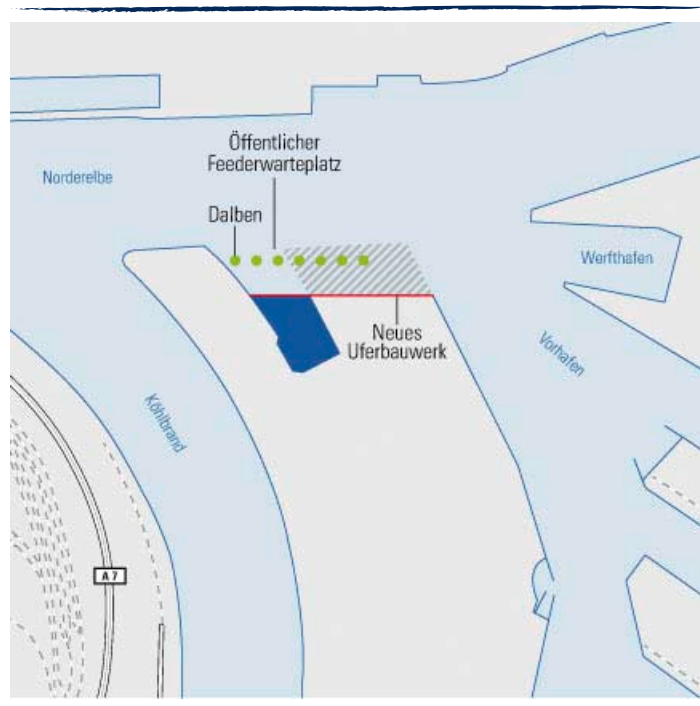 Öffentlicher
Feederwarteplatz
Norderelbe
Dalben
Werfthafen
Neues
Uferbauwerk
Vorhafen
Köhlbrand
A 7